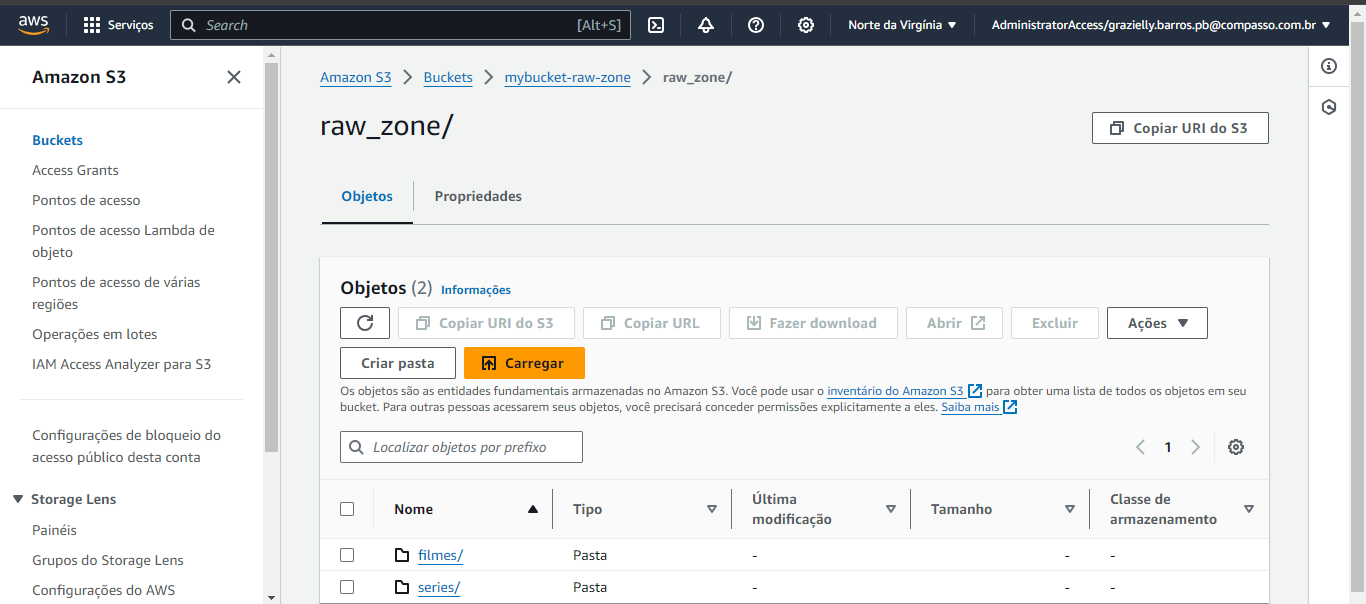 aws Serviços Search [Alt+S] Norte da Virgínia AdministratorAccess/grazielly.barros.pb@compasso.com.br
Amazon S3
Buckets
Access Grants
Pontos de acesso
Pontos de acesso Lambda de
objeto
Pontos de acesso de várias
regiões
Operações em lotes
IAM Access Analyzer para S3
Configurações de bloqueio do
acesso público desta conta
Storage Lens
Painéis
Grupos do Storage Lens
Configurações do AWS
Amazon S3 Buckets mybucket-raw-zone raw_zone/
raw_zone/
Copiar URI do S3
Objetos Propriedades
Objetos (2) Informações
Copiar URI do S3 Copiar URL Fazer download Abrir Excluir Ações
Criar pasta Carregar
Os objetos são as entidades fundamentais armazenadas no Amazon S3. Você pode usar o inventário do Amazon S3 para obter uma lista de todos os objetos em seu
bucket. Para outras pessoas acessarem seus objetos, você precisará conceder permissões explicitamente a eles. Saiba mais
Localizar objetos por prefixo 1
Nome Tipo Última modificação Tamanho Classe de armazenamento
filmes/ Pasta - - -
series/ Pasta - - -